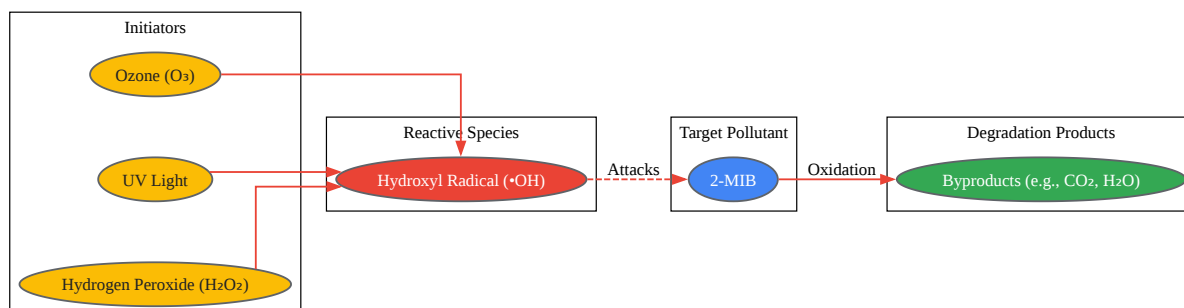 Initiators
Ozone (O₃)
UV Light
Hydrogen Peroxide (H₂O₂)
Reactive Species
Hydroxyl Radical (•OH)
Attacks
Target Pollutant
2-MIB
Oxidation
Degradation Products
Byproducts (e.g., CO₂, H₂O)